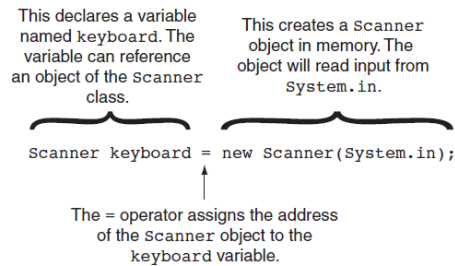 This declares a variable
named keyboard. The
variable can reference
an object of the Scanner
class.
This creates a Scanner
object in memory. The
object will read input from
System.in.
Scanner keyboard = new Scanner(System.in);
The = operator assigns the address
of the Scanner object to the
keyboard variable.